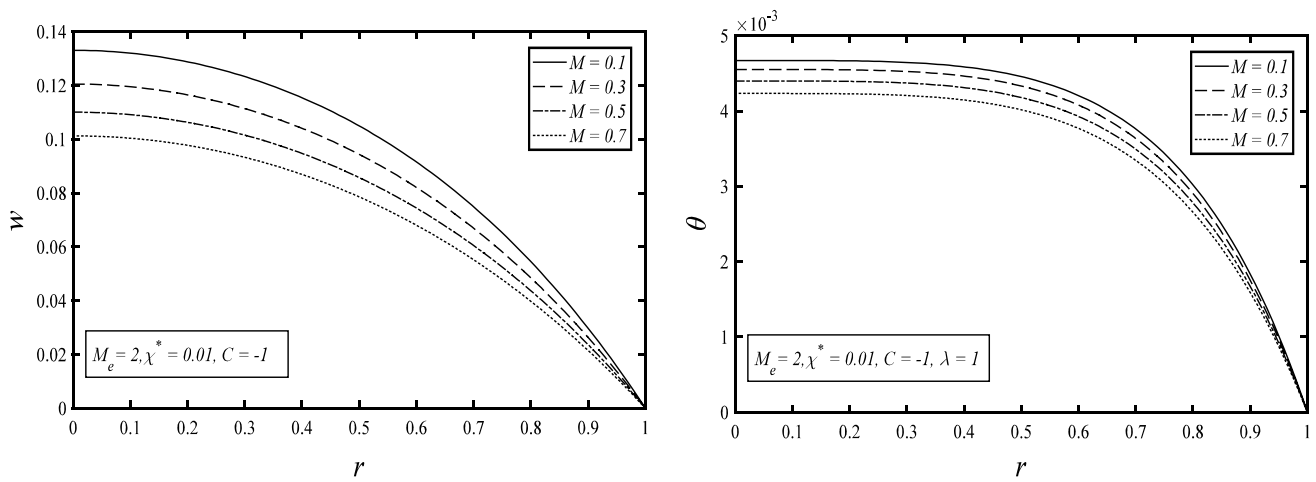 0.14
0.12
0.1
0.08
0.06
0.04
0.02
0
w
M = 0.1
M = 0.3
M = 0.5
M = 0.7
M_e = 2, χ^* = 0.01, C = -1
0 0.1 0.2 0.3 0.4 0.5 0.6 0.7 0.8 0.9 1
r
×10^-3
5
4
3
2
1
0
θ
M = 0.1
M = 0.3
M = 0.5
M = 0.7
M_e = 2, χ^* = 0.01, C = -1, λ = 1
0 0.1 0.2 0.3 0.4 0.5 0.6 0.7 0.8 0.9 1
r